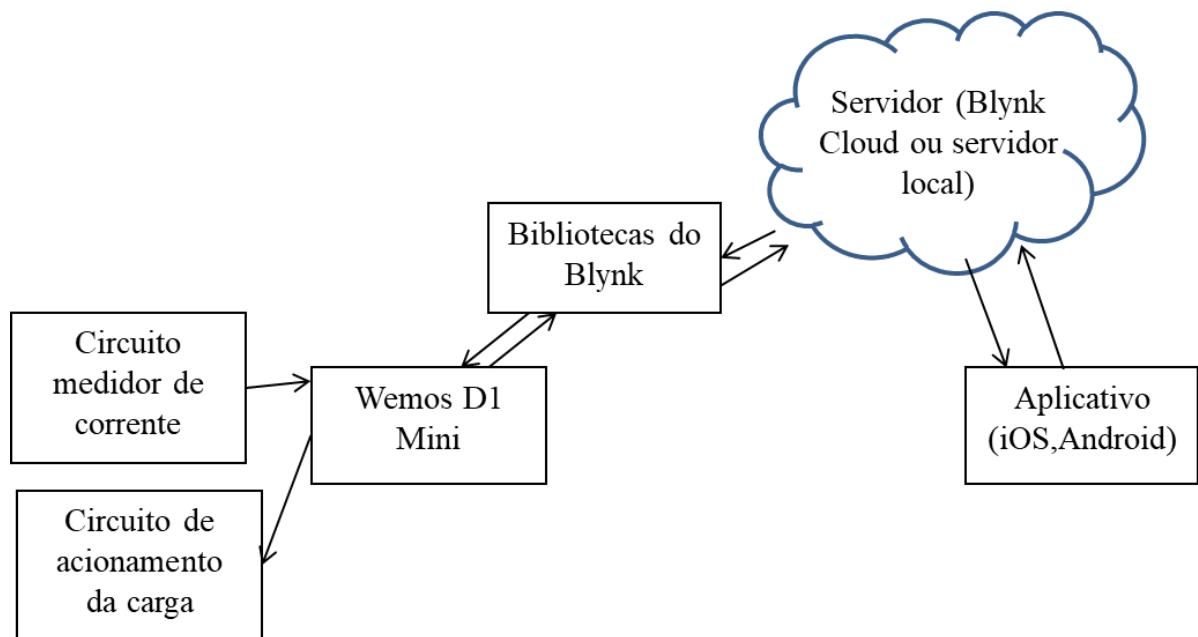 Servidor (Blynk
Cloud ou servidor
local)
Bibliotecas do
Blynk
Circuito
medidor de
corrente
Wemos D1
Mini
Aplicativo
(iOS,Android)
Circuito de
acionamento
da carga